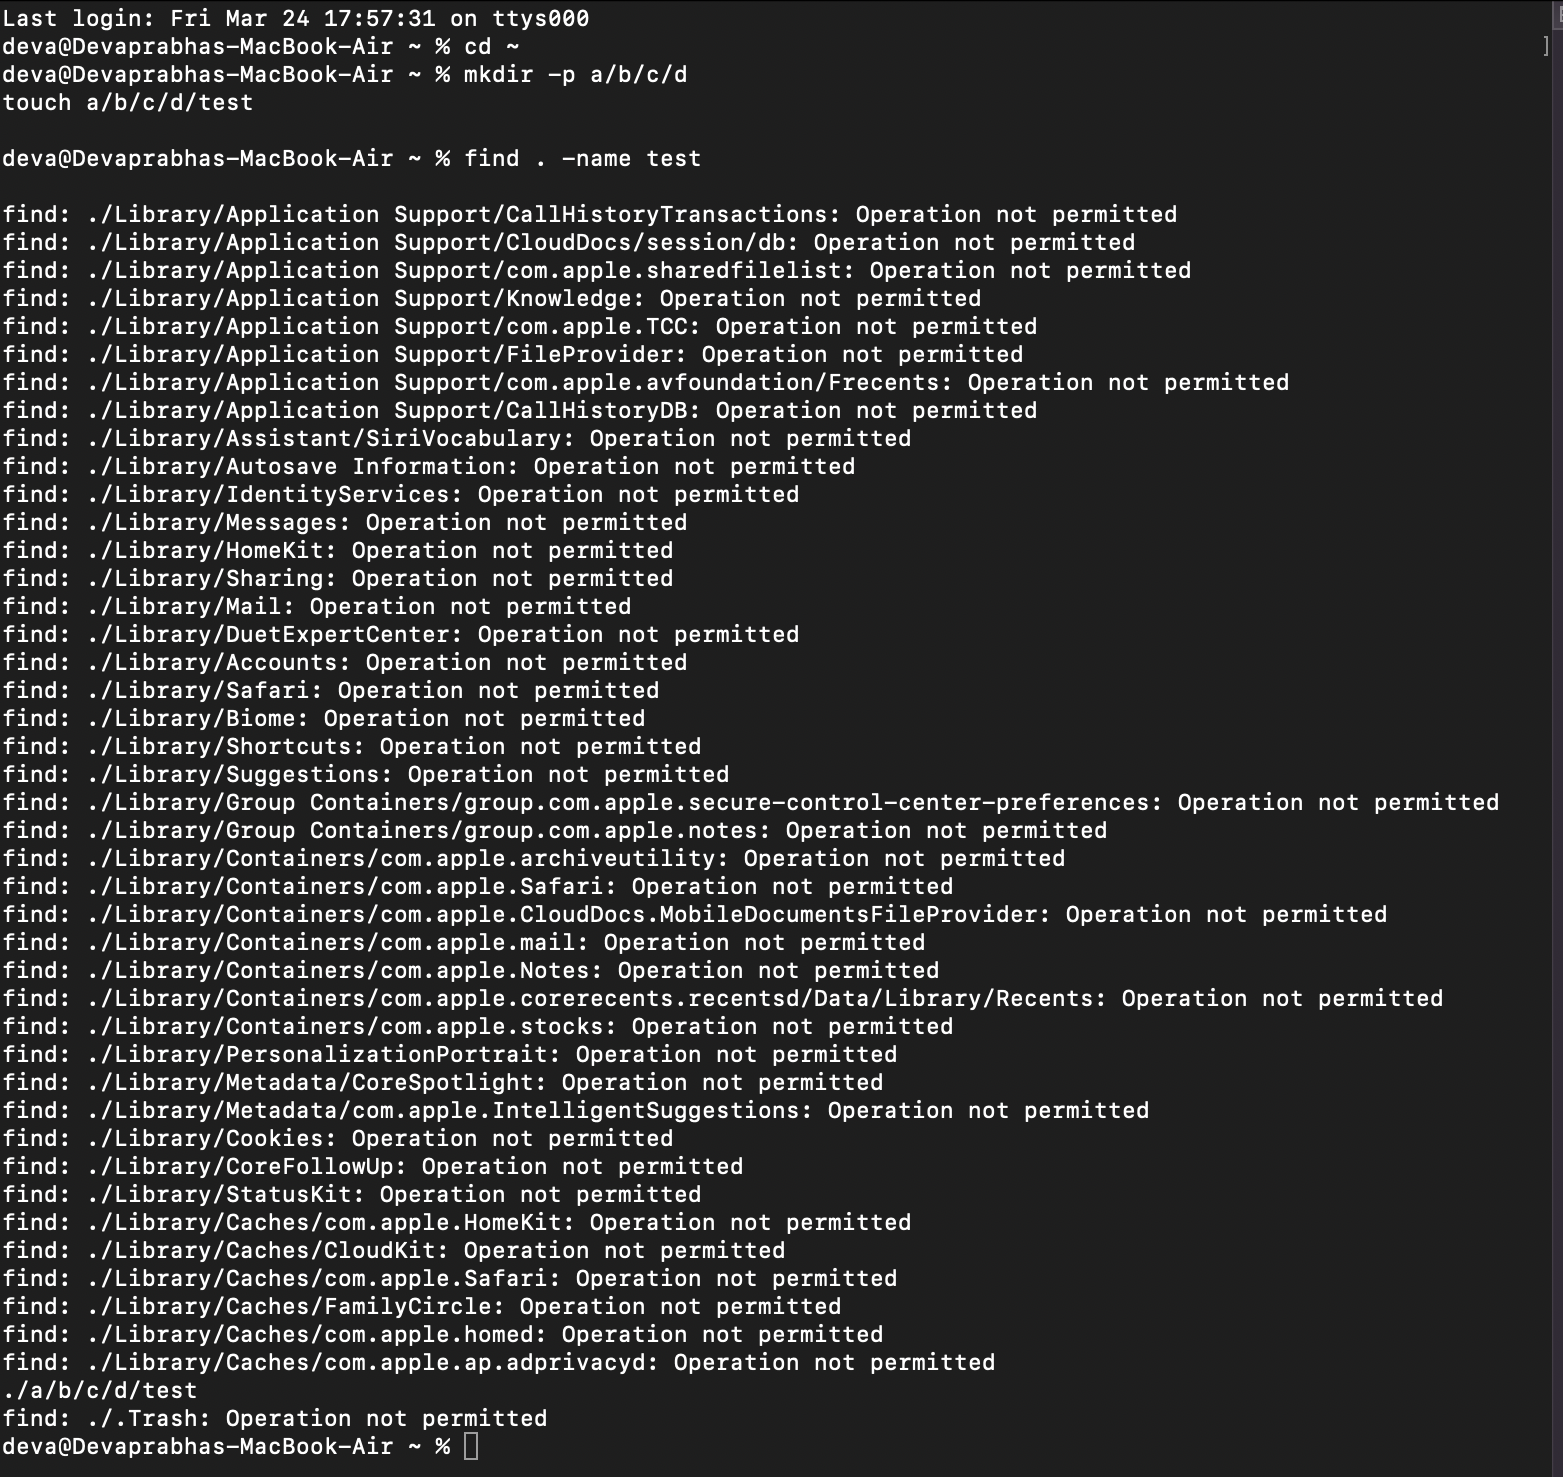 Last login: Fri Mar 24 17:57:31 on ttys000
deva@Devaprabhas-MacBook-Air ~ % cd ~
deva@Devaprabhas-MacBook-Air ~ % mkdir -p a/b/c/d
touch a/b/c/d/test
deva@Devaprabhas-MacBook-Air ~ % find . -name test
find: ./Library/Application Support/CallHistoryTransactions: Operation not permitted
find: ./Library/Application Support/CloudDocs/session/db: Operation not permitted
find: ./Library/Application Support/com.apple.sharedfilelist: Operation not permitted
find: ./Library/Application Support/Knowledge: Operation not permitted
find: ./Library/Application Support/com.apple.TCC: Operation not permitted
find: ./Library/Application Support/FileProvider: Operation not permitted
find: ./Library/Application Support/com.apple.avfoundation/Frecents: Operation not permitted
find: ./Library/Application Support/CallHistoryDB: Operation not permitted
find: ./Library/Assistant/SiriVocabulary: Operation not permitted
find: ./Library/Autosave Information: Operation not permitted
find: ./Library/IdentityServices: Operation not permitted
find: ./Library/Messages: Operation not permitted
find: ./Library/HomeKit: Operation not permitted
find: ./Library/Sharing: Operation not permitted
find: ./Library/Mail: Operation not permitted
find: ./Library/DuetExpertCenter: Operation not permitted
find: ./Library/Accounts: Operation not permitted
find: ./Library/Safari: Operation not permitted
find: ./Library/Biome: Operation not permitted
find: ./Library/Shortcuts: Operation not permitted
find: ./Library/Suggestions: Operation not permitted
find: ./Library/Group Containers/group.com.apple.secure-control-center-preferences: Operation not permitted
find: ./Library/Group Containers/group.com.apple.notes: Operation not permitted
find: ./Library/Containers/com.apple.archiveutility: Operation not permitted
find: ./Library/Containers/com.apple.Safari: Operation not permitted
find: ./Library/Containers/com.apple.CloudDocs.MobileDocumentsFileProvider: Operation not permitted
find: ./Library/Containers/com.apple.mail: Operation not permitted
find: ./Library/Containers/com.apple.Notes: Operation not permitted
find: ./Library/Containers/com.apple.corerecents.recentsd/Data/Library/Recents: Operation not permitted
find: ./Library/Containers/com.apple.stocks: Operation not permitted
find: ./Library/PersonalizationPortrait: Operation not permitted
find: ./Library/Metadata/CoreSpotlight: Operation not permitted
find: ./Library/Metadata/com.apple.IntelligentSuggestions: Operation not permitted
find: ./Library/Cookies: Operation not permitted
find: ./Library/CoreFollowUp: Operation not permitted
find: ./Library/StatusKit: Operation not permitted
find: ./Library/Caches/com.apple.HomeKit: Operation not permitted
find: ./Library/Caches/CloudKit: Operation not permitted
find: ./Library/Caches/com.apple.Safari: Operation not permitted
find: ./Library/Caches/FamilyCircle: Operation not permitted
find: ./Library/Caches/com.apple.homed: Operation not permitted
find: ./Library/Caches/com.apple.ap.adprivacyd: Operation not permitted
./a/b/c/d/test
find: ./.Trash: Operation not permitted
deva@Devaprabhas-MacBook-Air ~ %